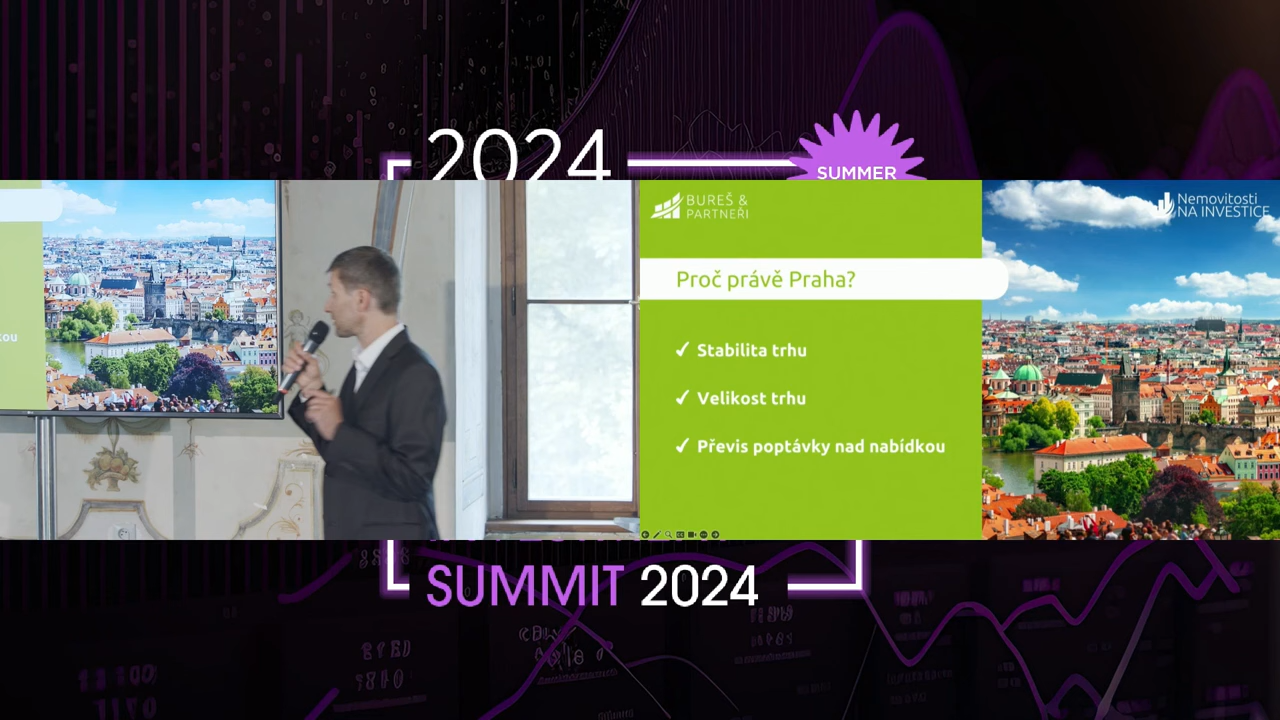 2024
SUMMER
kou
BUREŠ &
PARTNEŘI
Nemovitosti
NA INVESTICE
Proč právě Praha?
✓ Stabilita trhu
✓ Velikost trhu
✓ Převis poptávky nad nabídkou
SUMMIT 2024